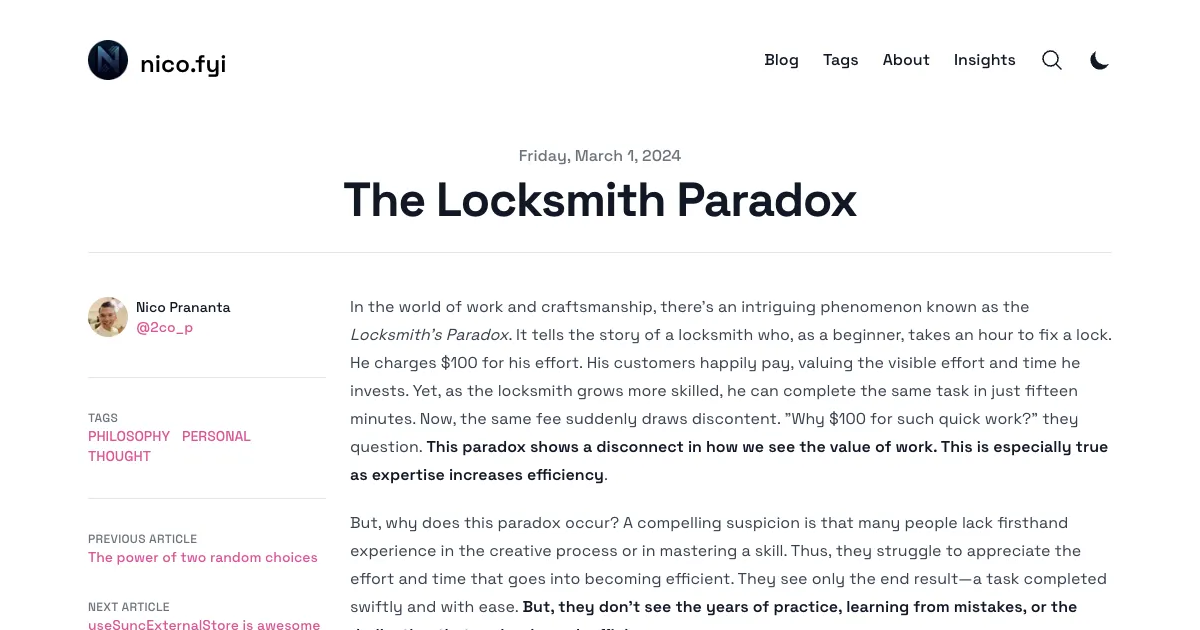 nico.fyi
Blog
Tags
About
Insights
Friday, March 1, 2024
The Locksmith Paradox
Nico Prananta
@2co_p
TAGS
PHILOSOPHY PERSONAL
THOUGHT
PREVIOUS ARTICLE
The power of two random choices
NEXT ARTICLE
useSyncExternalStore is awesome
In the world of work and craftsmanship, there's an intriguing phenomenon known as the
Locksmith's Paradox. It tells the story of a locksmith who, as a beginner, takes an hour to fix a lock.
He charges $100 for his effort. His customers happily pay, valuing the visible effort and time he
invests. Yet, as the locksmith grows more skilled, he can complete the same task in just fifteen
minutes. Now, the same fee suddenly draws discontent. "Why $100 for such quick work?" they
question. This paradox shows a disconnect in how we see the value of work. This is especially true
as expertise increases efficiency.
But, why does this paradox occur? A compelling suspicion is that many people lack firsthand
experience in the creative process or in mastering a skill. Thus, they struggle to appreciate the
effort and time that goes into becoming efficient. They see only the end result—a task completed
swiftly and with ease. But, they don't see the years of practice, learning from mistakes, or the